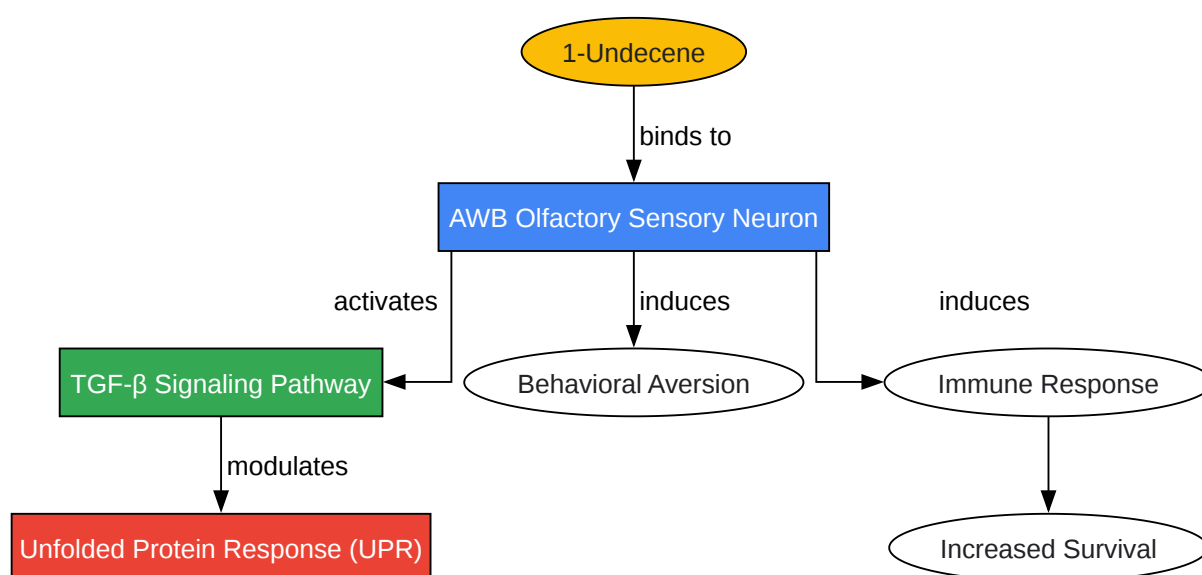 1-Undecene
binds to
AWB Olfactory Sensory Neuron
activates
induces
induces
TGF-β Signaling Pathway
Behavioral Aversion
Immune Response
modulates
Unfolded Protein Response (UPR)
Increased Survival